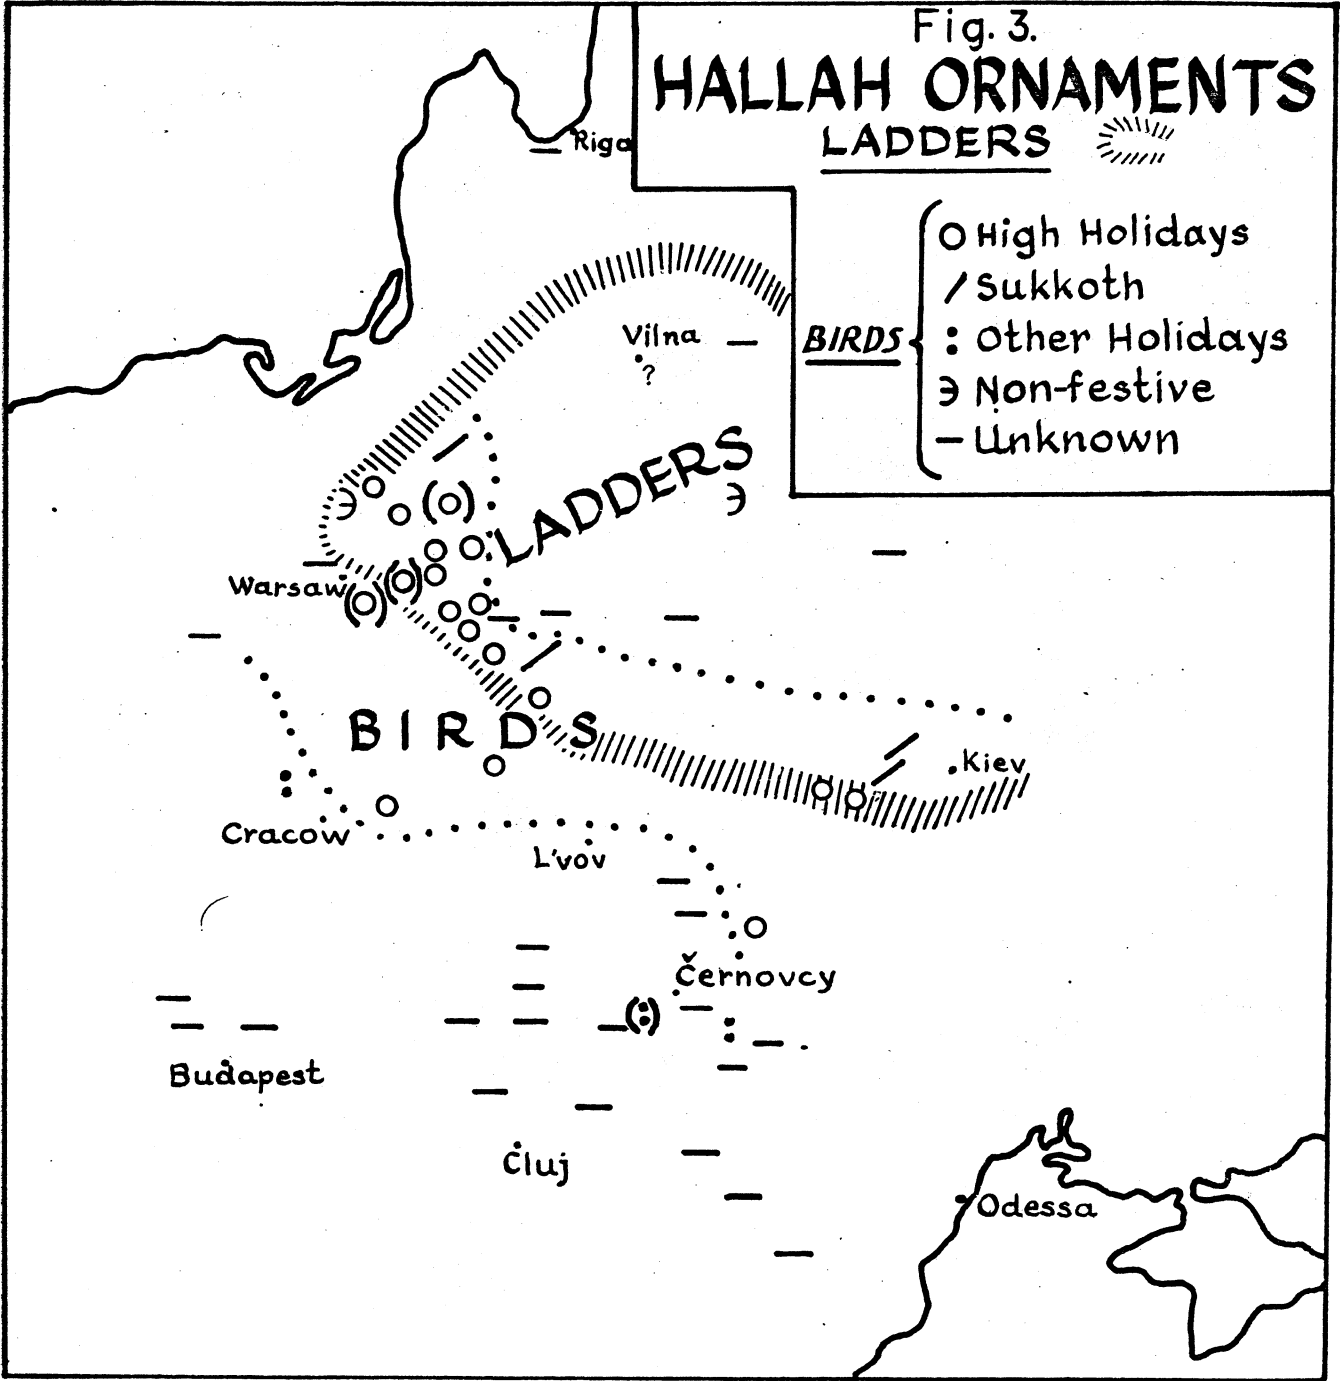 Fig. 3.
HALLAH ORNAMENTS
LADDERS
BIRDS
High Holidays
Sukkoth
Other Holidays
Non-festive
Unknown
Riga
Vilna
?
LADDERS
Warsaw
BIRDS
Kiev
Cracow
L'vov
Černovcy
Budapest
Cluj
Odessa